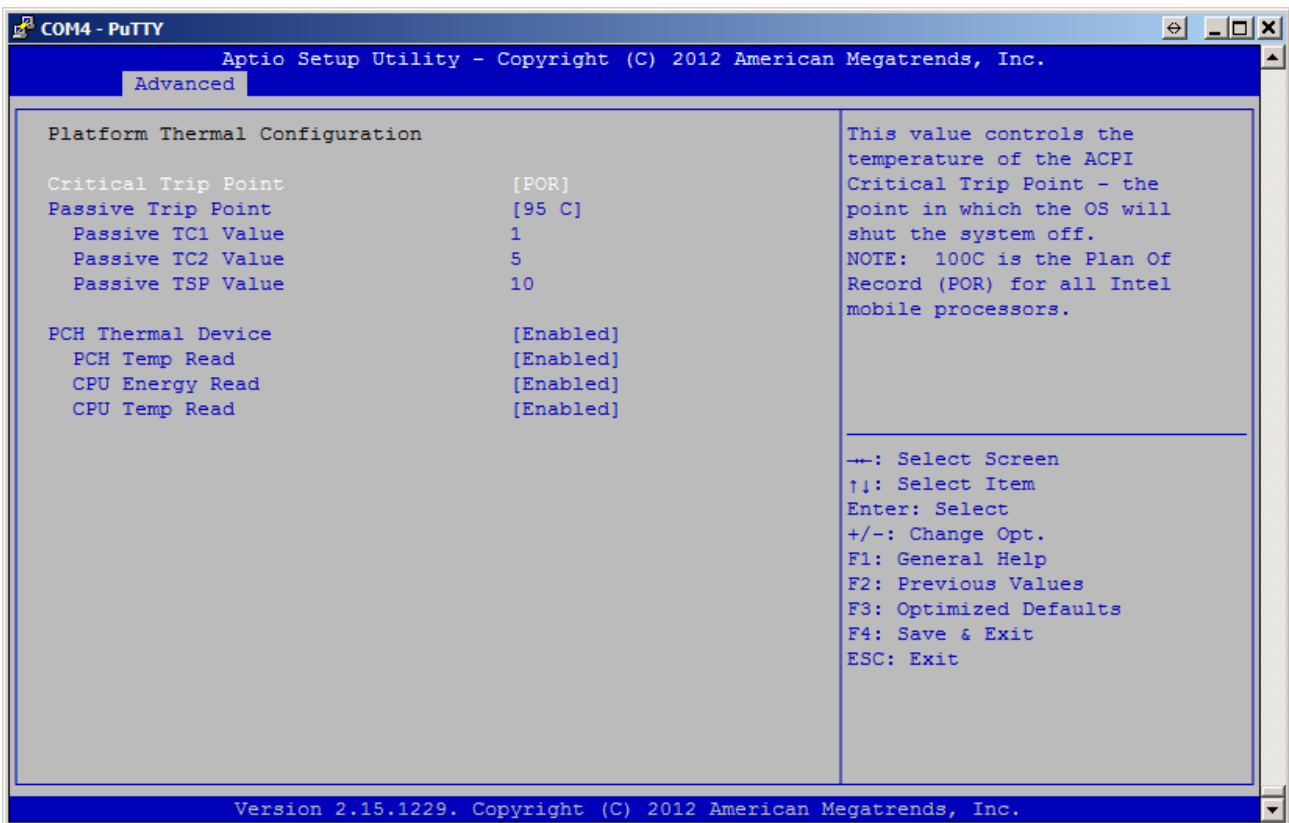 COM4 - PuTTY
Aptio Setup Utility - Copyright (C) 2012 American Megatrends, Inc.
Advanced
Platform Thermal Configuration
Critical Trip Point [POR]
Passive Trip Point [95 C]
Passive TC1 Value 1
Passive TC2 Value 5
Passive TSP Value 10
PCH Thermal Device [Enabled]
PCH Temp Read [Enabled]
CPU Energy Read [Enabled]
CPU Temp Read [Enabled]
This value controls the
temperature of the ACPI
Critical Trip Point - the
point in which the OS will
shut the system off.
NOTE: 100C is the Plan Of
Record (POR) for all Intel
mobile processors.
→←: Select Screen
↑↓: Select Item
Enter: Select
+/-: Change Opt.
F1: General Help
F2: Previous Values
F3: Optimized Defaults
F4: Save & Exit
ESC: Exit
Version 2.15.1229. Copyright (C) 2012 American Megatrends, Inc.